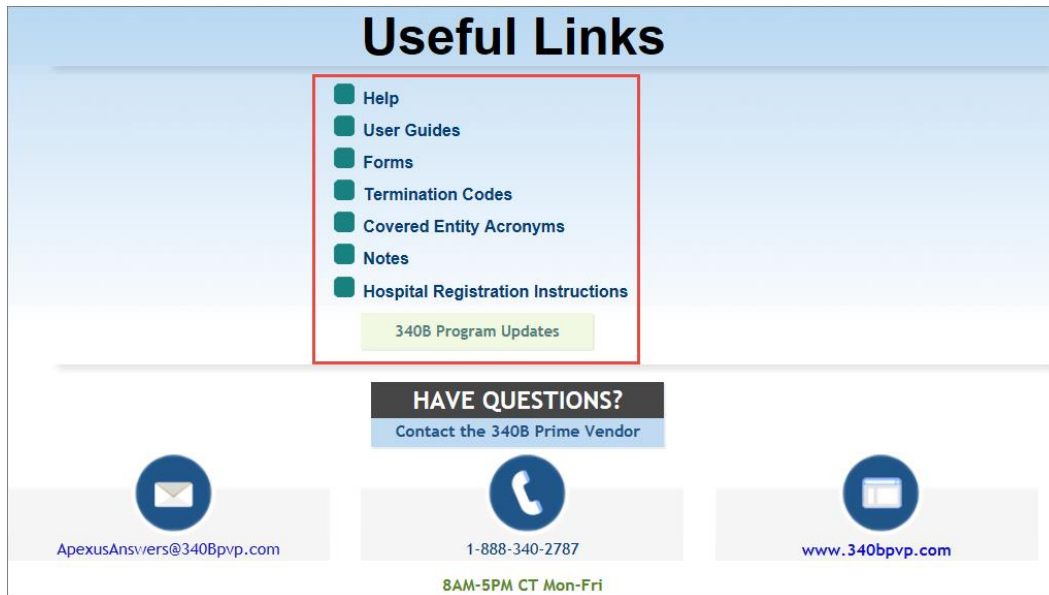 Useful Links
Help
User Guides
Forms
Termination Codes
Covered Entity Acronyms
Notes
Hospital Registration Instructions
340B Program Updates
HAVE QUESTIONS?
Contact the 340B Prime Vendor
ApexusAnswers@340Bpvp.com
1-888-340-2787
www.340bpvp.com
8AM-5PM CT Mon-Fri